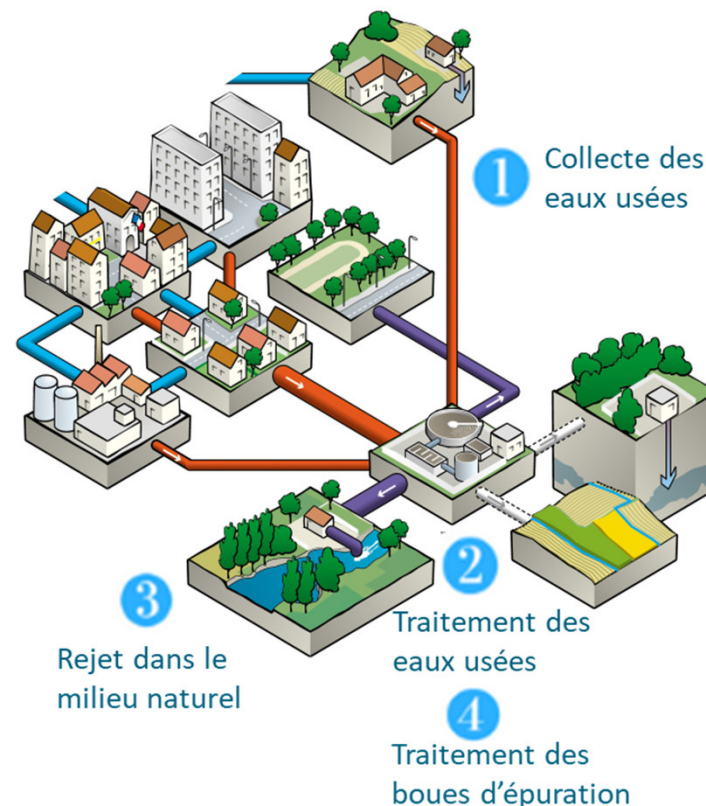 1 Collecte des
eaux usées
2
Traitement des
eaux usées
3
Rejet dans le
milieu naturel
4
Traitement des
boues d'épuration